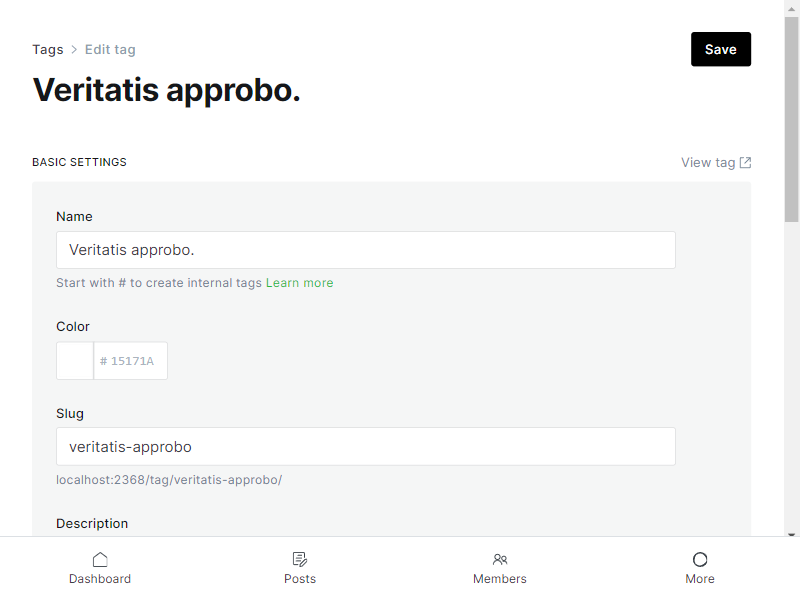 Tags
Edit tag
Save
Veritatis approbo.
BASIC SETTINGS
View tag
Name
Veritatis approbo.
Start with # to create internal tags Learn more
Color
# 15171A
Slug
veritatis-approbo
localhost:2368/tag/veritatis-approbo/
Description
Dashboard
Posts
Members
More